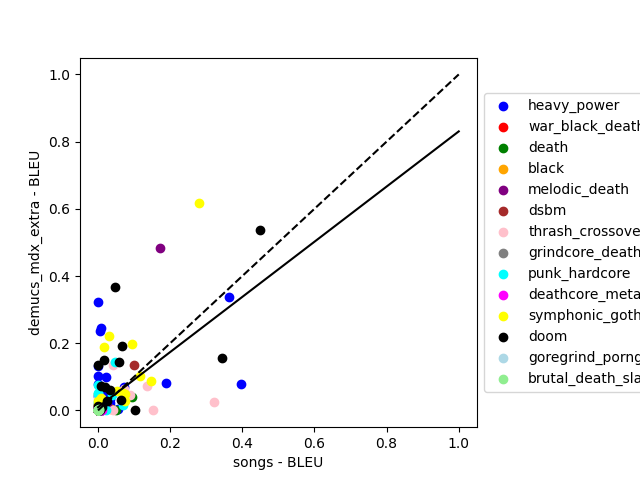 demucs_mdx_extra - BLEU
1.0
0.8
0.6
0.4
0.2
0.0
0.0 0.2 0.4 0.6 0.8 1.0
songs - BLEU
heavy_power
war_black_death
death
black
melodic_death
dsbm
thrash_crossove
grindcore_death
punk_hardcore
deathcore_meta
symphonic_goth
doom
goregrind_porng
brutal_death_sla